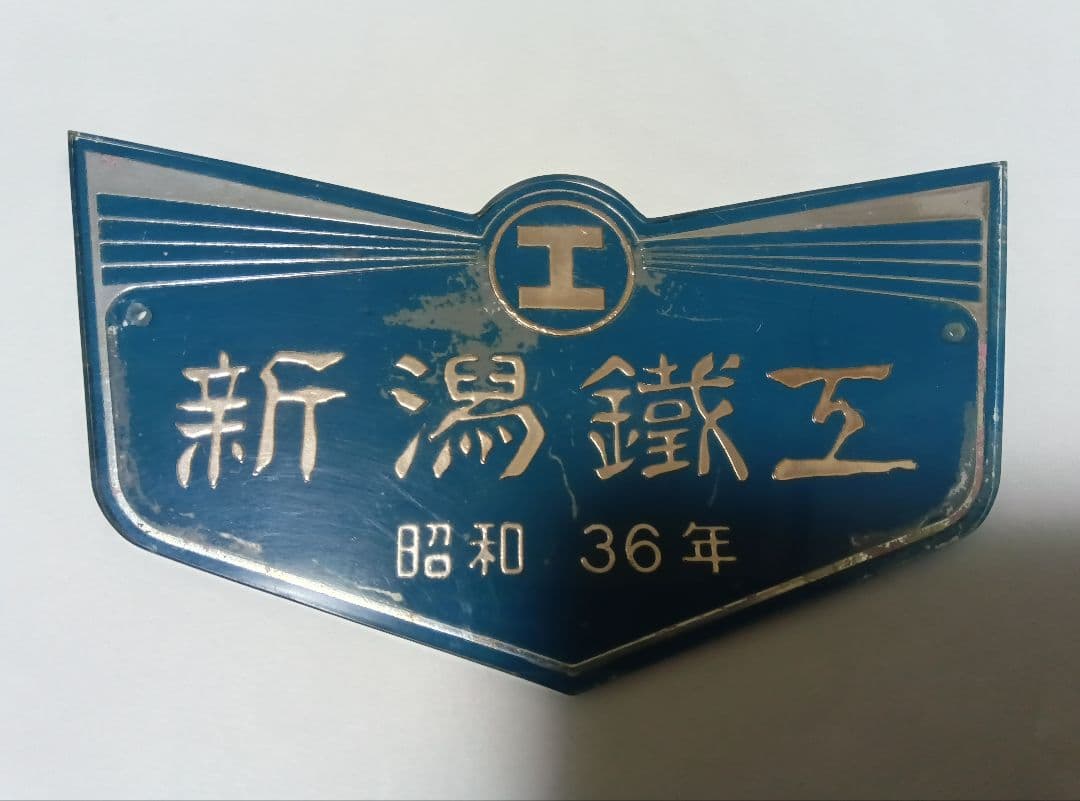 工
新潟鐵工
昭和 36年